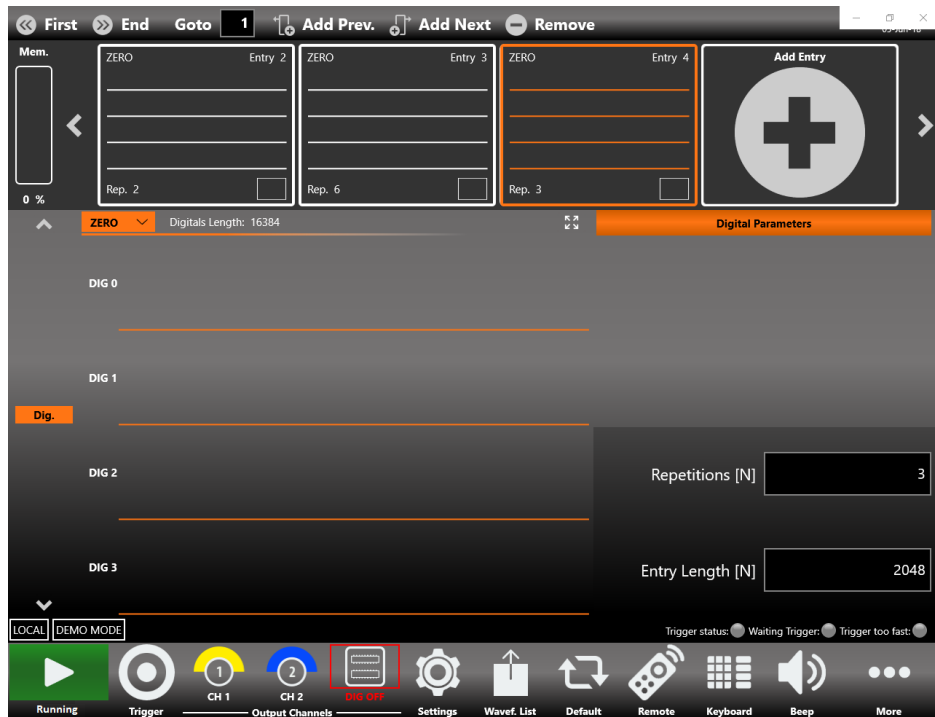 First End Goto 1 Add Prev. Add Next Remove
Mem.
0 %
ZERO Entry 2
Rep. 2
ZERO Entry 3
Rep. 6
ZERO Entry 4
Rep. 3
Add Entry
ZERO Digitals Length: 16384
Digital Parameters
DIG 0
DIG 1
Dig.
DIG 2
Repetitions [N] 3
DIG 3
Entry Length [N] 2048
LOCAL DEMO MODE
Trigger status: Waiting Trigger: Trigger too fast:
1 2
CH 1 CH 2 DIG OFF
Running Trigger Output Channels Settings Wavef. List Default Remote Keyboard Beep More